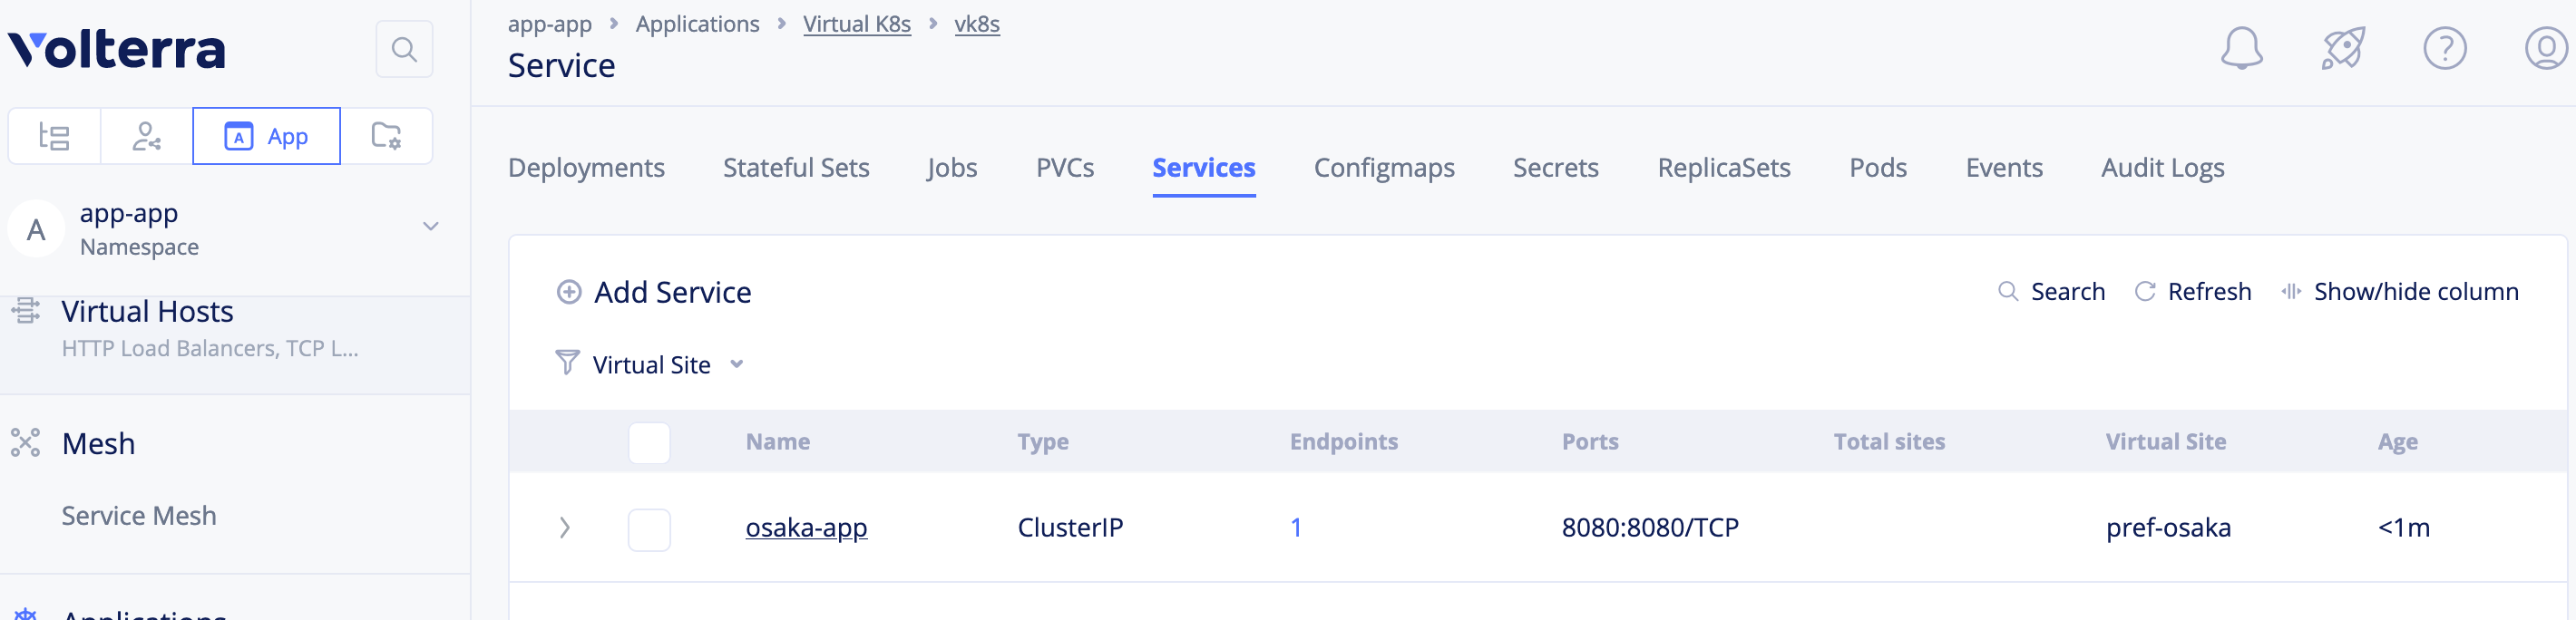 Volterra
App
A
app-app
Namespace
Virtual Hosts
HTTP Load Balancers, TCP L...
Mesh
Service Mesh
Applications
app-app > Applications > Virtual K8s > vk8s
Service
Deployments Stateful Sets Jobs PVCs Services Configmaps Secrets ReplicaSets Pods Events Audit Logs
Add Service
Search Refresh Show/hide column
Virtual Site
Name Type Endpoints Ports Total sites Virtual Site Age
osaka-app ClusterIP 1 8080:8080/TCP pref-osaka <1m